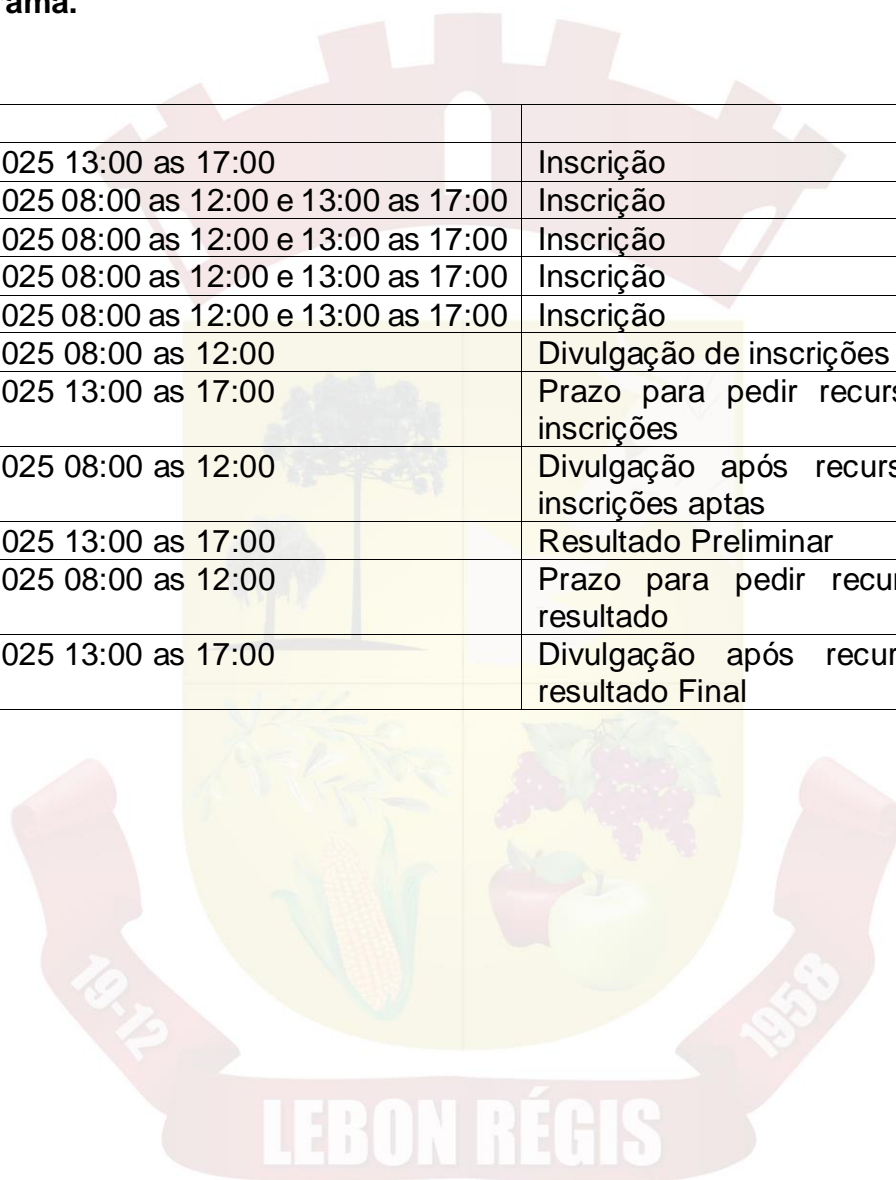 ama.
025 13:00 as 17:00 Inscrição
025 08:00 as 12:00 e 13:00 as 17:00 Inscrição
025 08:00 as 12:00 e 13:00 as 17:00 Inscrição
025 08:00 as 12:00 e 13:00 as 17:00 Inscrição
025 08:00 as 12:00 e 13:00 as 17:00 Inscrição
025 08:00 as 12:00 Divulgação de inscrições
025 13:00 as 17:00 Prazo para pedir recurs
inscrições
025 08:00 as 12:00 Divulgação após recurs
inscrições aptas
025 13:00 as 17:00 Resultado Preliminar
025 08:00 as 12:00 Prazo para pedir recur
resultado
025 13:00 as 17:00 Divulgação após recur
resultado Final
19-12 1958
LEBON RÉGIS